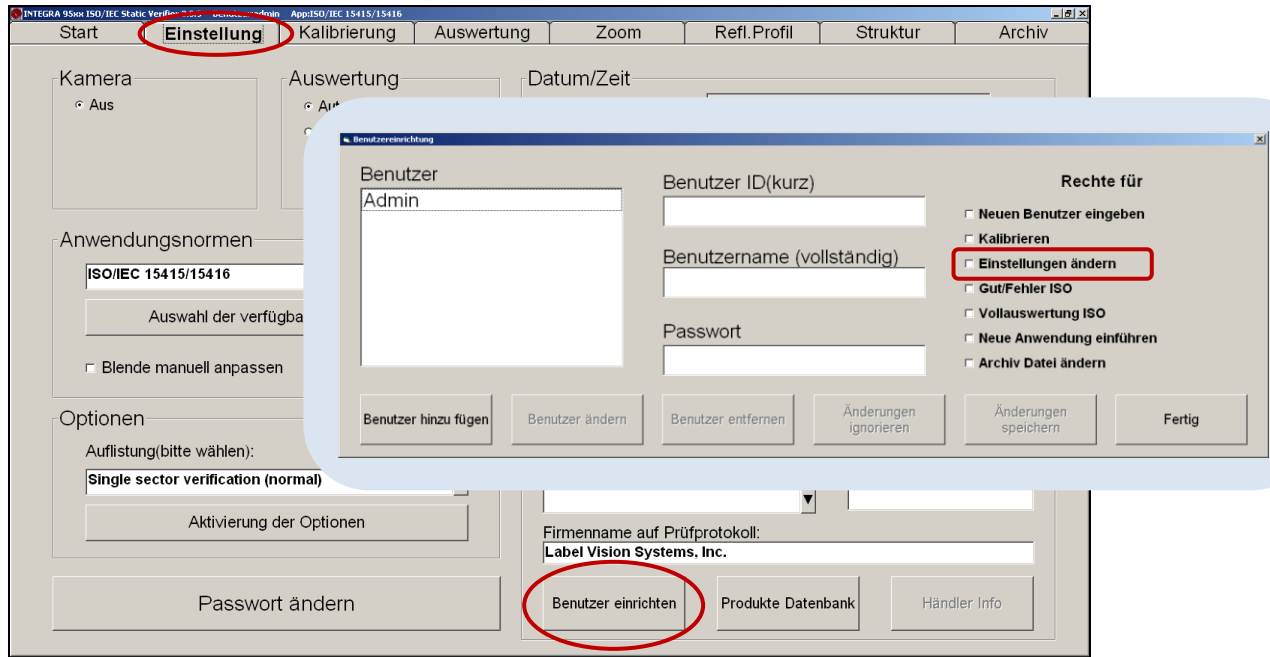 INTEGRA 95xx ISO/IEC Static Verifier App:ISO/IEC 15415/15416
Start Einstellung Kalibrierung Auswertung Zoom Refl.Profil Struktur Archiv
Kamera
Aus
Auswertung
Datum/Zeit
Anwendungsnormen
ISO/IEC 15415/15416
Auswahl der
Blende manuell anpassen
Optionen
Auflistung(bitte wählen):
Single sector verification (normal)
Aktivierung der Optionen
Passwort ändern
Benutzereinrichtung
Benutzer
Admin
Benutzer ID(kurz)
Benutzername (vollständig)
Passwort
Rechte für
Neuen Benutzer eingeben
Kalibrieren
Einstellungen ändern
Gut/Fehler ISO
Vollauswertung ISO
Neue Anwendung einführen
Archiv Datei ändern
Benutzer hinzu fügen
Benutzer ändern
Benutzer entfernen
Änderungen
ignorieren
Änderungen
speichern
Fertig
Firmenname auf Prüfprotokoll:
Label Vision Systems, Inc.
Benutzer einrichten
Produkte Datenbank
Händler Info